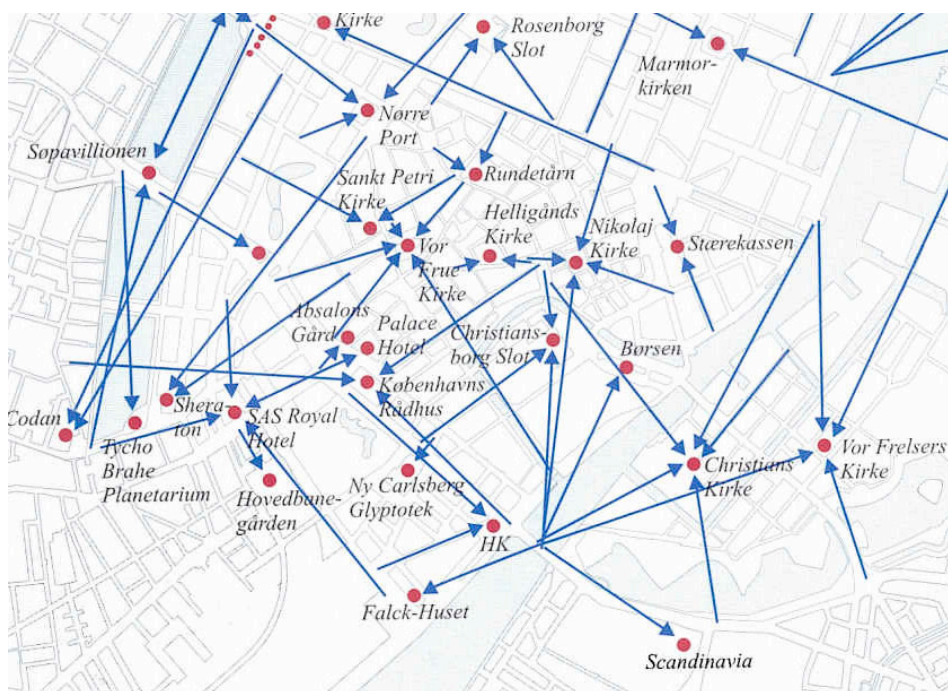 Kirke
Rosenborg
Slot
Marmor-
kirken
Nørre
Port
Søpavillionen
Sankt Petri
Kirke
Rundetårn
Helligånds
Kirke
Nikolaj
Kirke
Stærekassen
Vor
Frue
Kirke
Absalons
Gård
Palace
Hotel
Christians-
borg Slot
Børsen
Københavns
Rådhus
Codan
Shera-
ton
SAS Royal
Hotel
Tycho
Brahe
Planetarium
Hovedbane-
gården
Ny Carlsberg
Glyptotek
Christians
Kirke
Vor Frelsers
Kirke
HK
Falck-Huset
Scandinavia